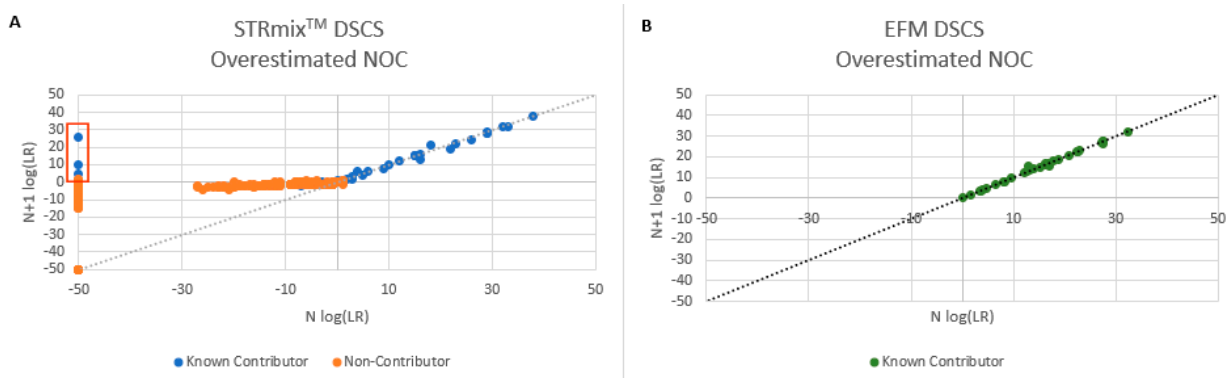 A
STRmix™ DSCS
Overestimated NOC
50
40
30
20
10
0
-10
-20
-30
-40
-50
N+1 log(LR)
-50
-30
-10
10
30
50
N log(LR)
Known Contributor
Non-Contributor
B
EFM DSCS
Overestimated NOC
50
40
30
20
10
0
-10
-20
-30
-40
-50
N+1 log(LR)
-50
-30
-10
10
30
50
N log(LR)
Known Contributor